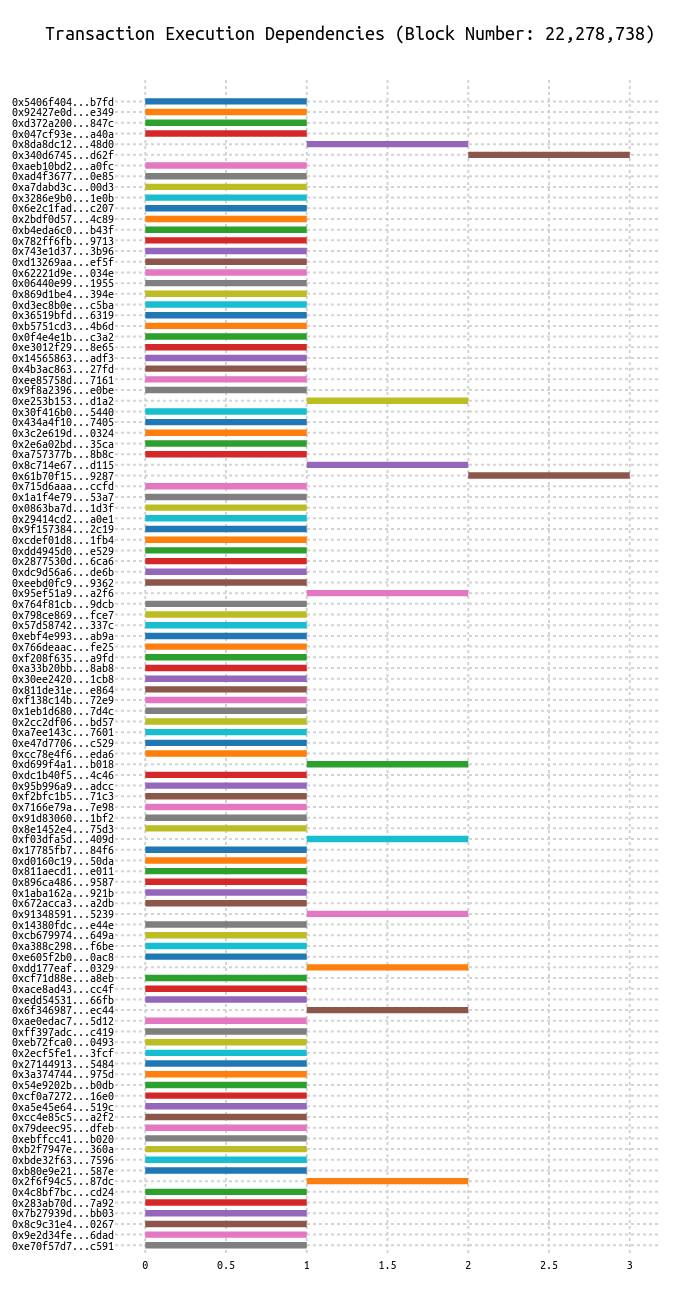 Transaction Execution Dependencies (Block Number: 22,278,738)
0x5406f404...b7fd
0x92427e0d...e349
0xd372a200...847c
0x047cf93e...a40a
0x8da8dc12...48d0
0x340d6745...d62f
0xaeb10bd2...a0fc
0xad4f3677...0e85
0xa7dabd3c...00d3
0x3286e9b0...1e0b
0x6e2c1fad...c207
0x2bdf0d57...4c89
0xb4eda6c0...b43f
0x782ff6fb...9713
0x743e1d37...3b96
0xd13269aa...ef5f
0x62221d9e...034e
0x06440e99...1955
0x869d1be4...394e
0xd3ec8b0e...c5ba
0x36519bfd...6319
0xb5751cd3...4b6d
0x0f4e4e1b...c3a2
0xe3012f29...8e65
0x14565863...adf3
0x4b3ac863...27fd
0xee85758d...7161
0x9f8a2396...e0be
0xe253b153...d1a2
0x30f416b0...5440
0x434a4f10...7405
0x3c2e619d...0324
0x2e6a02bd...35ca
0xa757377b...8b8c
0x8c714e67...d115
0x61b70f15...9287
0x715d6aaa...ccfd
0x1a1f4e79...53a7
0x0863ba7d...1d3f
0x29414cd2...a0e1
0x9f157384...2c19
0xcdef01d8...1fb4
0xdd4945d0...e529
0x2877530d...6ca6
0xdc9d56a6...de6b
0xeebd0fc9...9362
0x95ef51a9...a2f6
0x764f81cb...9dcb
0x798ce869...fce7
0x57d58742...337c
0xebf4e993...ab9a
0x766deaac...fe25
0xf208f635...a9fd
0xa33b20bb...8ab8
0x30ee2420...1cb8
0x811de31e...e864
0xf138c14b...72e9
0x1eb1d680...7d4c
0x2cc2df06...bd57
0xa7ee143c...7601
0xe47d7706...c529
0xcc78e4f6...eda6
0xd699f4a1...b018
0xdc1b40f5...4c46
0x95b996a9...adcc
0xf2bfc1b5...71c3
0x7166e79a...7e98
0x91d83060...1bf2
0x8e1452e4...75d3
0xf03dfa5d...409d
0x17785fb7...84f6
0xd0160c19...50da
0x811aecd1...e011
0x896ca486...9587
0x1aba162a...921b
0x672acca3...a2db
0x91348591...5239
0x14380fdc...e44e
0xcb679974...649a
0xa388c298...f6be
0xe605f2b0...0ac8
0xdd177eaf...0329
0xcf71d88e...a8eb
0xace8ad43...cc4f
0xedd54531...66fb
0x6f346987...ec44
0xae0edac7...5d12
0xff397adc...c419
0xeb72fca0...0493
0x2ecf5fe1...3fcf
0x27144913...5484
0x3a374744...975d
0x54e9202b...b0db
0xcf0a7272...16e0
0xa5e45e64...519c
0xcc4e85c5...a2f2
0x79deec95...dfeb
0xebffcc41...b020
0xb2f7947e...360a
0xbde32f63...7596
0xb80e9e21...587e
0x2f6f94c5...87dc
0x4c8bf7bc...cd24
0x283ab70d...7a92
0x7b27939d...bb03
0x8c9c31e4...0267
0x9e2d34fe...6dad
0xe70f57d7...c591
0 0.5 1 1.5 2 2.5 3